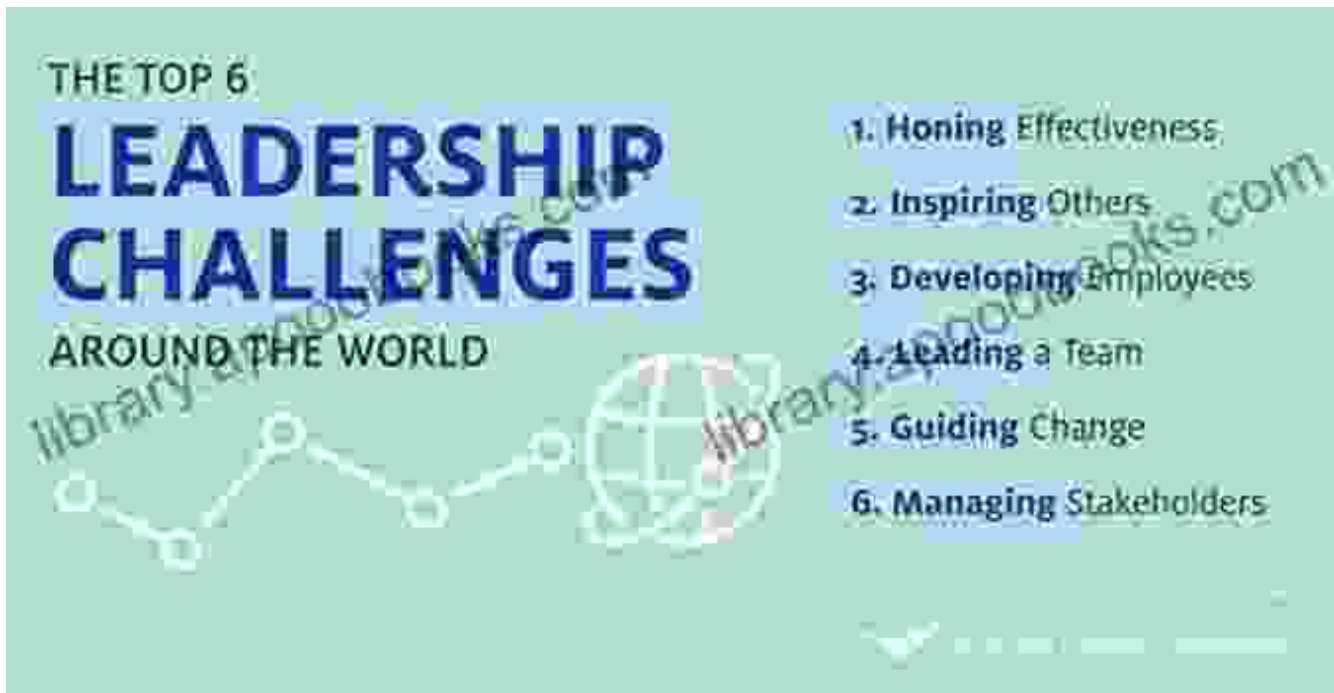 THE TOP 6
LEADERSHIP
CHALLENGES
AROUND THE WORLD
1. Honing Effectiveness
2. Inspiring Others
3. Developing Employees
4. Leading a Team
5. Guiding Change
6. Managing Stakeholders